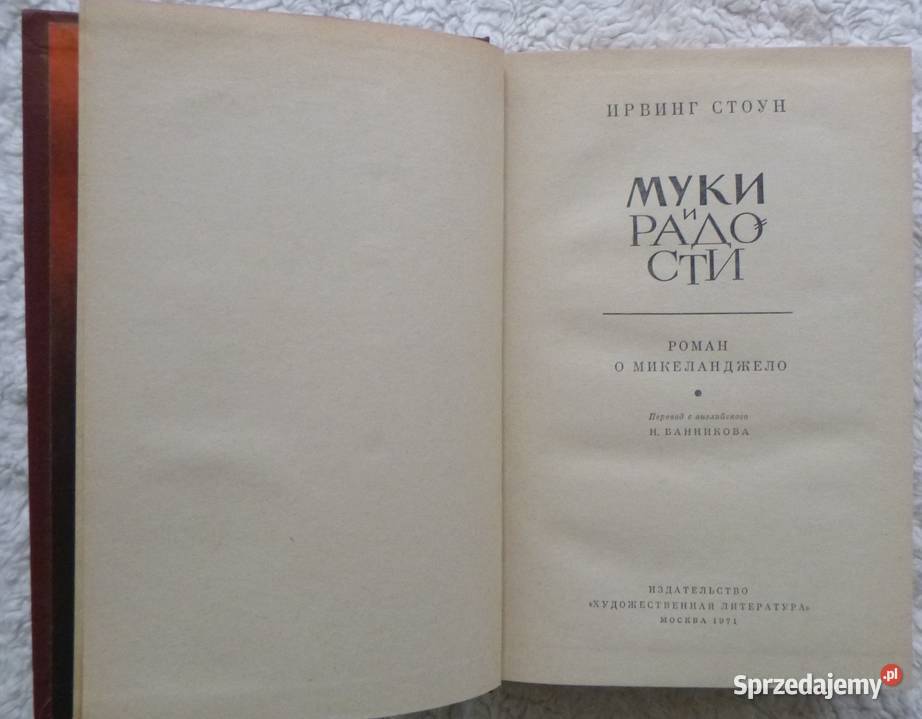 ИРВИНГ СТОУН
МУКИ
И
РАДО=
СТИ
РОМАН
О МИКЕЛАНДЖЕЛО
Перевод с английского
Н. БАННИКОВА
ИЗДАТЕЛЬСТВО
«ХУДОЖЕСТВЕННАЯ ЛИТЕРАТУРА»
МОСКВА 1971
Sprzedajemy.pl